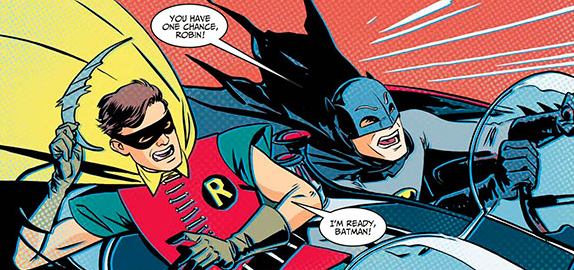 YOU HAVE
ONE CHANCE,
ROBIN!
R
I'M READY,
BATMAN!